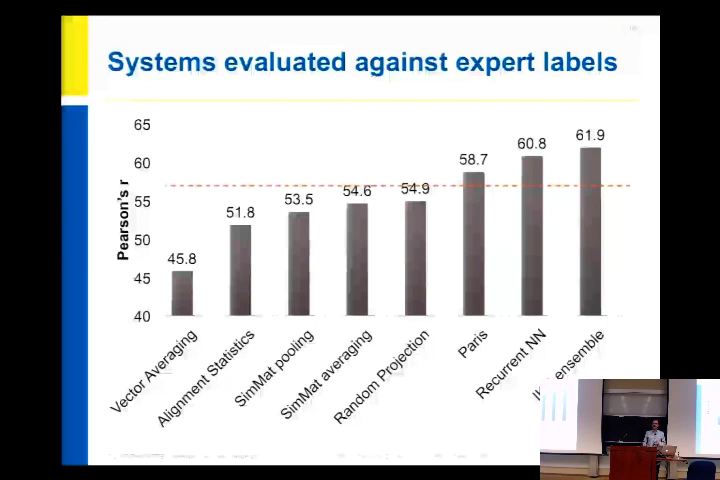 Systems evaluated against expert labels
65
60
55
50
45
40
Pearson's r
45.8
51.8
53.5
54.6
54.9
58.7
60.8
61.9
Vector Averaging
Alignment Statistics
SimMat pooling
SimMat averaging
Random Projection
Paris
Recurrent NN
ensemble